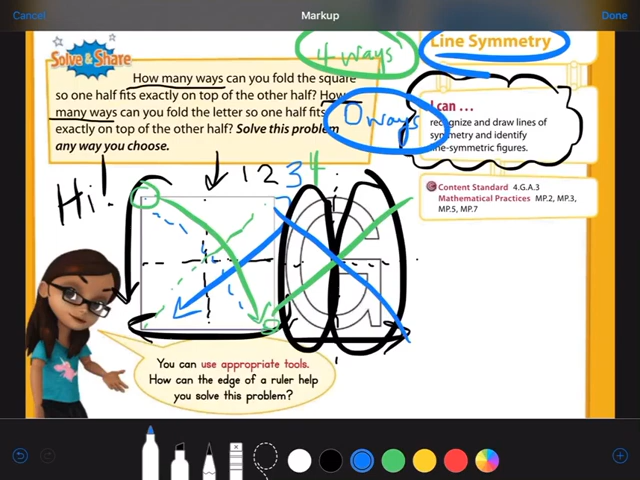 Cancel
Markup
Done
Solve & Share
4 ways
Line Symmetry
How many ways can you fold the square
so one half fits exactly on top of the other half? How
many ways can you fold the letter so one half fits
exactly on top of the other half? Solve this problem
any way you choose.
0 ways
I can ...
recognize and draw lines of
symmetry and identify
line-symmetric figures.
Content Standard 4.G.A.3
Mathematical Practices MP.2, MP.3,
MP.5, MP.7
Hi!
1 2 3 4
G
You can use appropriate tools.
How can the edge of a ruler help
you solve this problem?